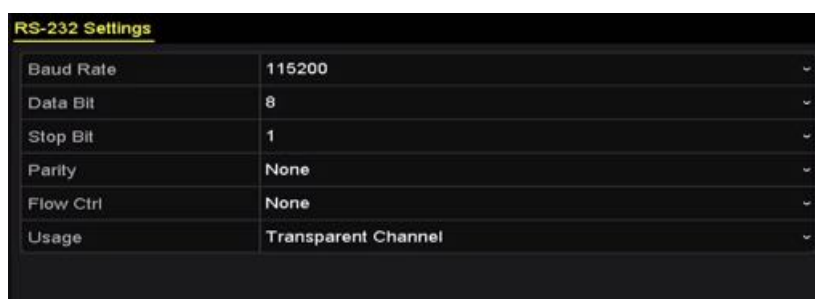 RS-232 Settings
Baud Rate 115200
Data Bit 8
Stop Bit 1
Parity None
Flow Ctrl None
Usage Transparent Channel